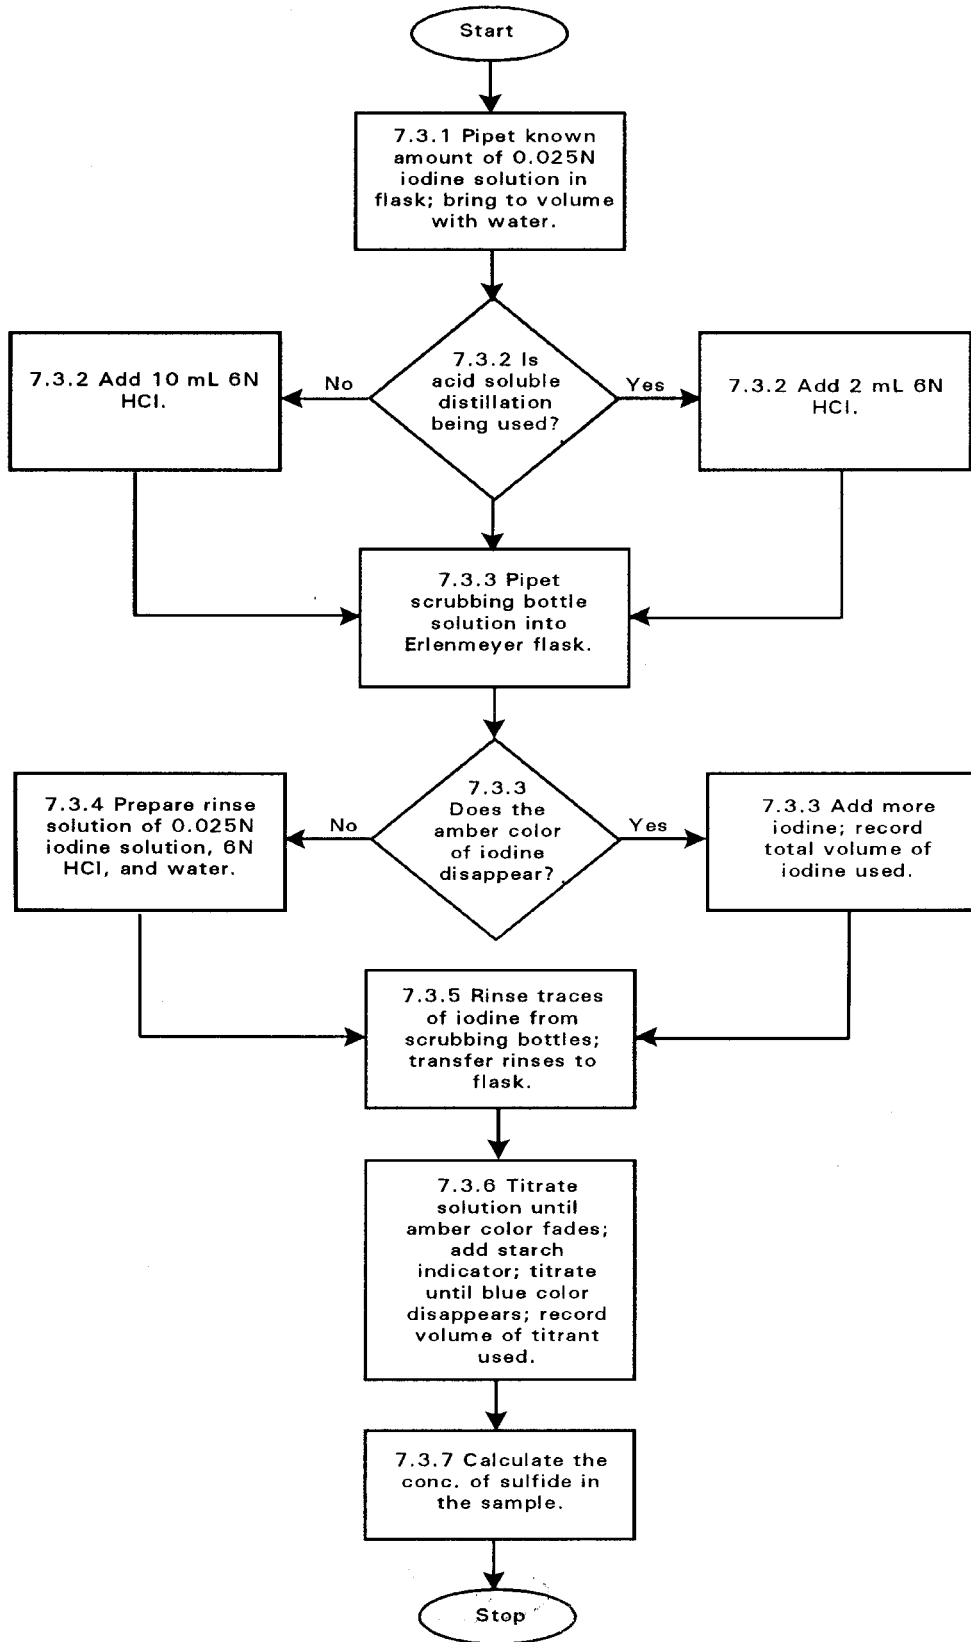 Start
7.3.1 Pipet known
amount of 0.025N
iodine solution in
flask; bring to volume
with water.
7.3.2 Is
acid soluble
distillation
being used?
No
Yes
7.3.2 Add 10 mL 6N
HCl.
7.3.2 Add 2 mL 6N
HCl.
7.3.3 Pipet
scrubbing bottle
solution into
Erlenmeyer flask.
7.3.3
Does the
amber color
of iodine
disappear?
No
Yes
7.3.4 Prepare rinse
solution of 0.025N
iodine solution, 6N
HCl, and water.
7.3.3 Add more
iodine; record
total volume of
iodine used.
7.3.5 Rinse traces
of iodine from
scrubbing bottles;
transfer rinses to
flask.
7.3.6 Titrate
solution until
amber color fades;
add starch
indicator; titrate
until blue color
disappears; record
volume of titrant
used.
7.3.7 Calculate the
conc. of sulfide in
the sample.
Stop